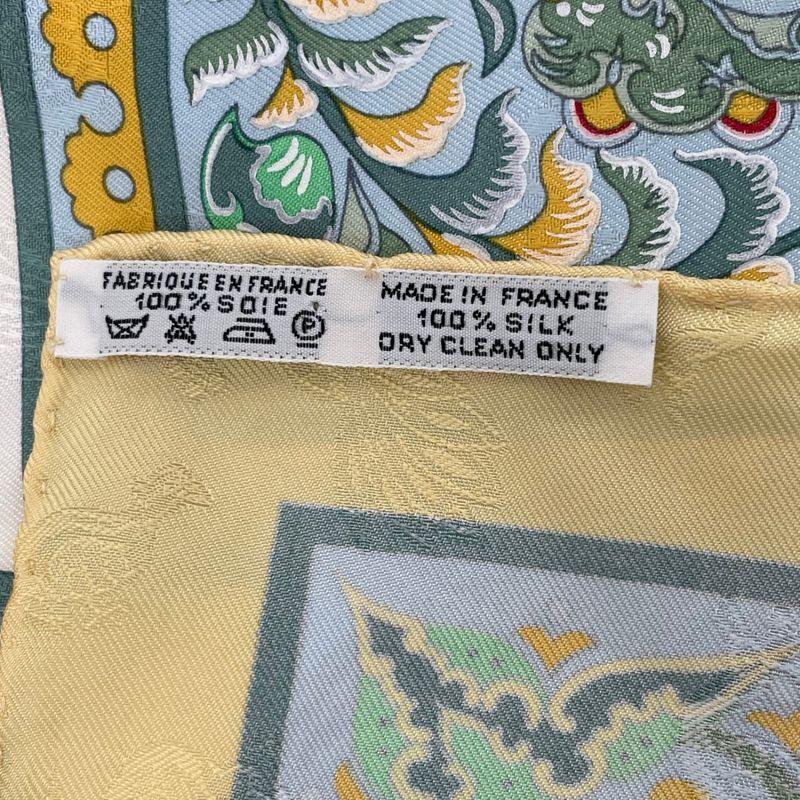 FABRIQUE EN FRANCE
100% SOIE
P
MADE IN FRANCE
100% SILK
DRY CLEAN ONLY